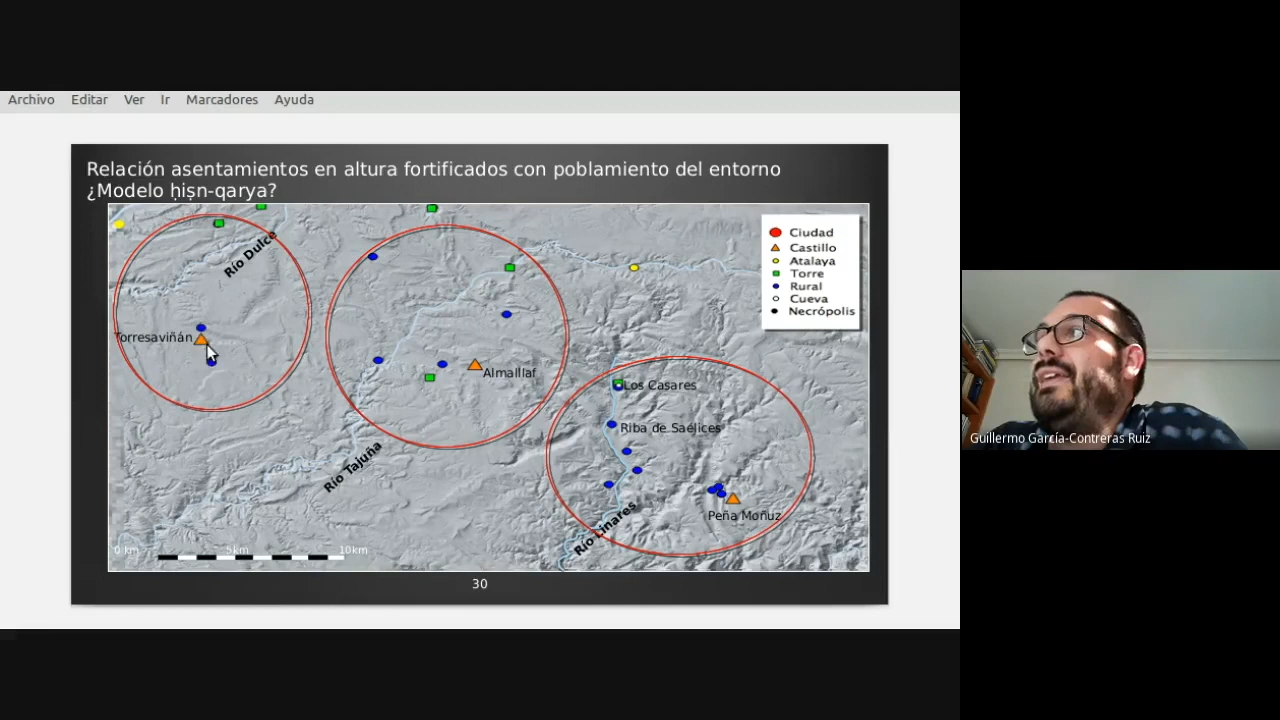 Archivo Editar Ver Ir Marcadores Ayuda
Relación asentamientos en altura fortificados con poblamiento del entorno
¿Modelo ḥiṣn-qarya?
Río Dulce
Torresaviñán
Almallaf
Río Tajuña
Los Casares
Riba de Saélices
Peña Moñuz
Río Linares
Ciudad
Castillo
Atalaya
Torre
Rural
Cueva
Necrópolis
0 km 5km 10km
30
Guillermo García-Contreras Ruiz